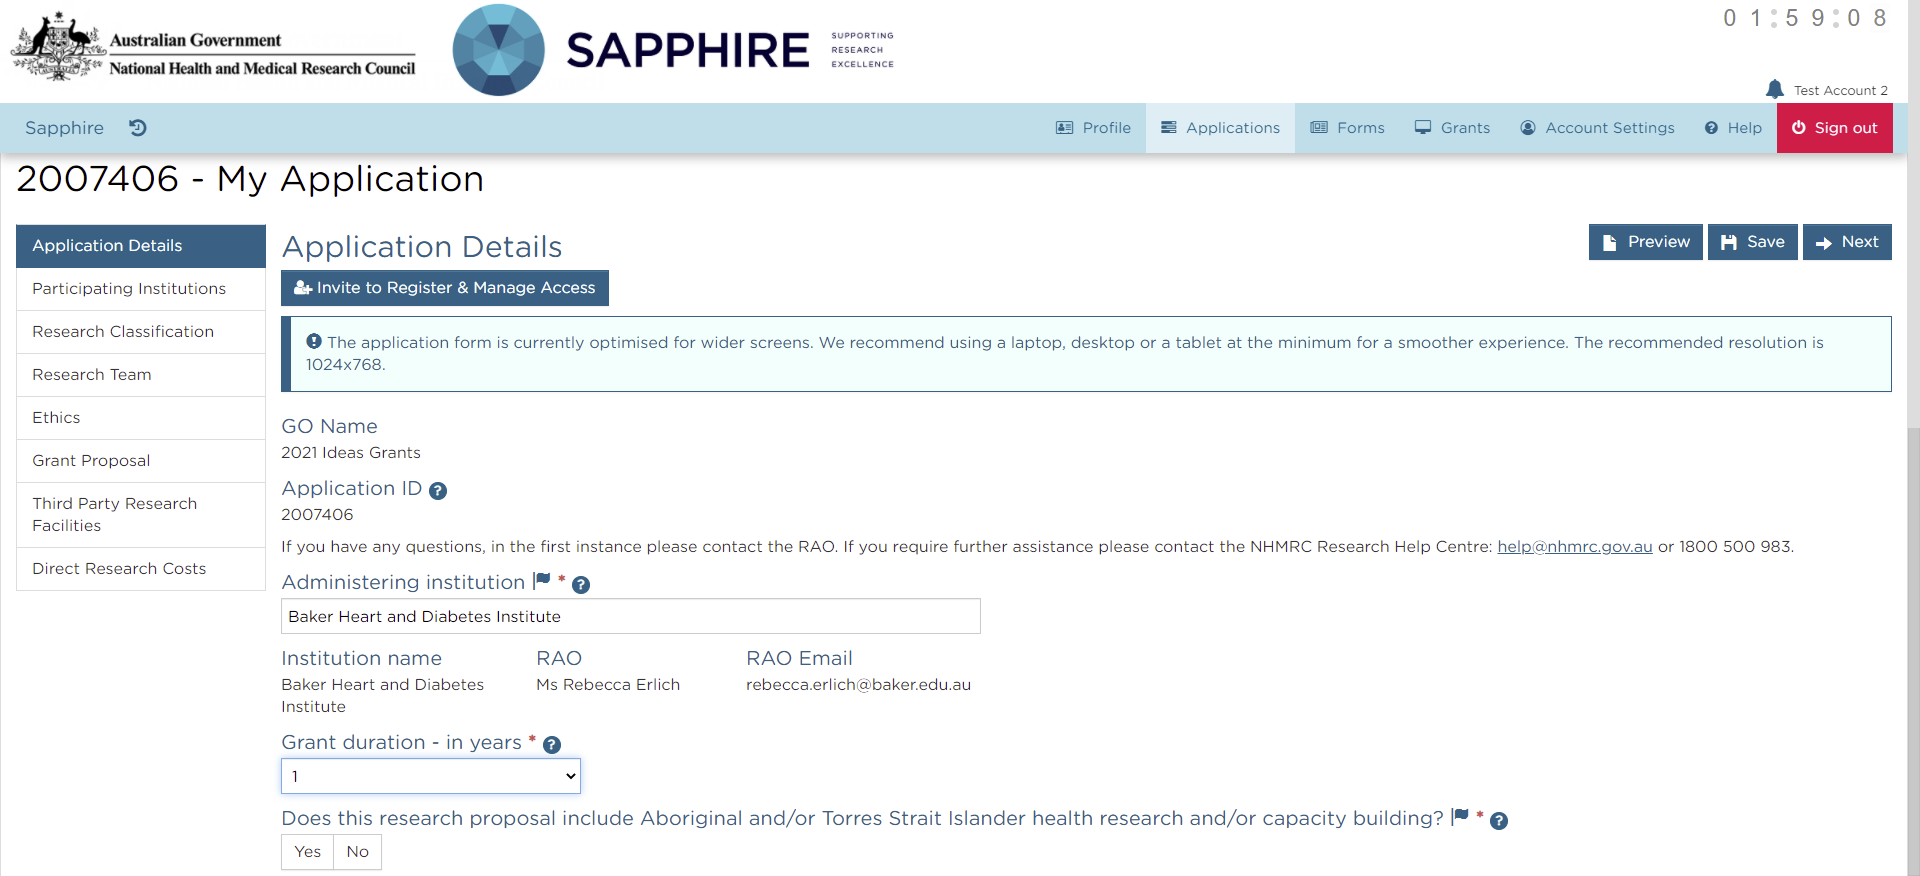 Australian Government
National Health and Medical Research Council
SAPPHIRE
SUPPORTING
RESEARCH
EXCELLENCE
01:59:08
Test Account 2
Sapphire
Profile
Applications
Forms
Grants
Account Settings
Help
Sign out
2007406 - My Application
Application Details
Participating Institutions
Research Classification
Research Team
Ethics
Grant Proposal
Third Party Research
Facilities
Direct Research Costs
Application Details
Preview
Save
Next
Invite to Register & Manage Access
The application form is currently optimised for wider screens. We recommend using a laptop, desktop or a tablet at the minimum for a smoother experience. The recommended resolution is
1024x768.
GO Name
2021 Ideas Grants
Application ID
2007406
If you have any questions, in the first instance please contact the RAO. If you require further assistance please contact the NHMRC Research Help Centre: help@nhmrc.gov.au or 1800 500 983.
Administering institution *
Baker Heart and Diabetes Institute
Institution name
Baker Heart and Diabetes
Institute
RAO
Ms Rebecca Erlich
RAO Email
rebecca.erlich@baker.edu.au
Grant duration - in years *
1
Does this research proposal include Aboriginal and/or Torres Strait Islander health research and/or capacity building? *
Yes
No